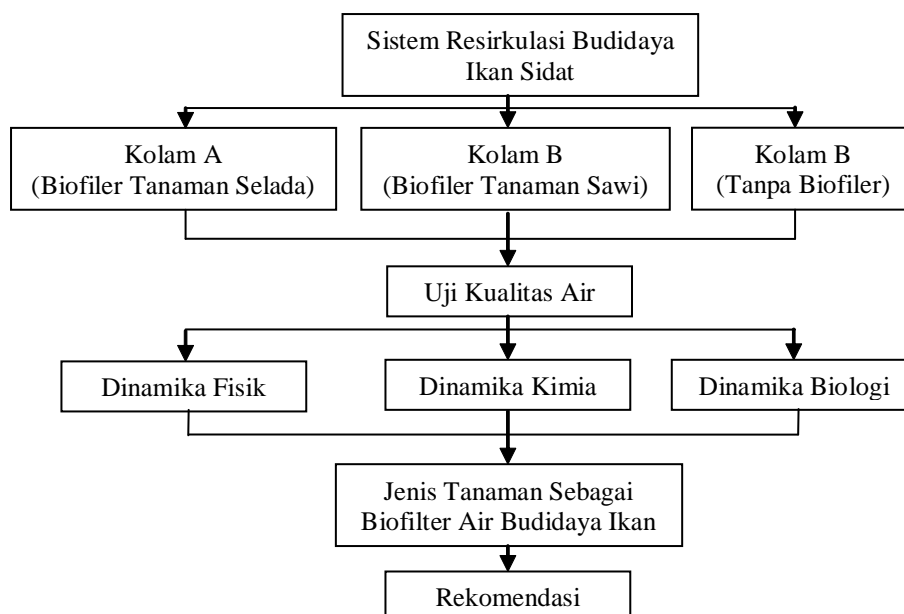 Sistem Resirkulasi Budidaya
Ikan Sidat
Kolam A
(Biofiler Tanaman Selada)
Kolam B
(Biofiler Tanaman Sawi)
Kolam B
(Tanpa Biofiler)
Uji Kualitas Air
Dinamika Fisik
Dinamika Kimia
Dinamika Biologi
Jenis Tanaman Sebagai
Biofilter Air Budidaya Ikan
Rekomendasi